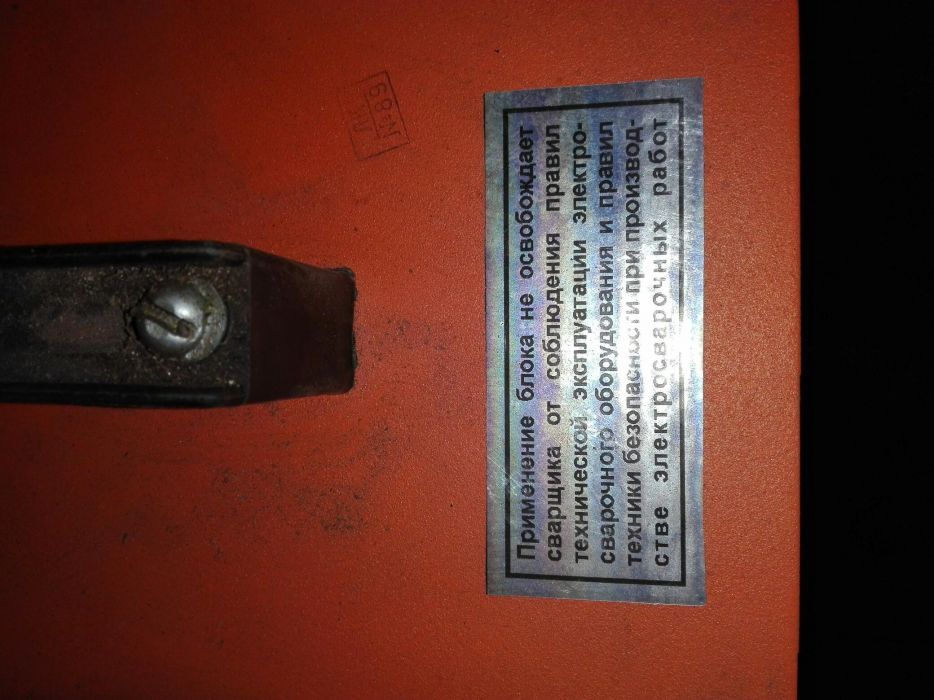 Применение блока не освобождает
сварщика от соблюдения правил
технической эксплуатации электро-
сварочного оборудования и правил
техники безопасности при производ-
стве электросварочных работ
№89